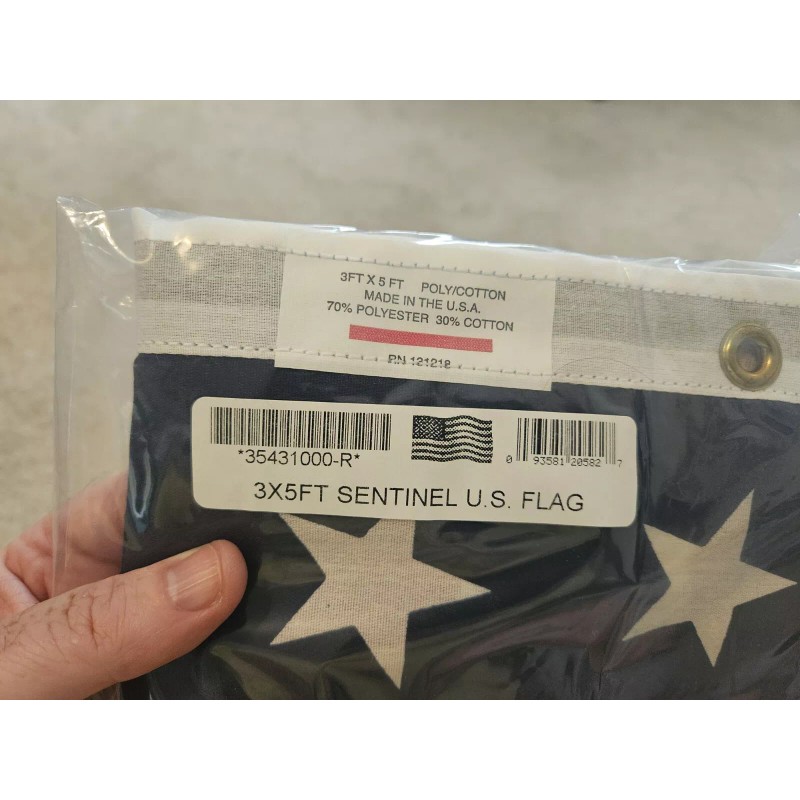 3FT X 5 FT POLY/COTTON
MADE IN THE U.S.A.
70% POLYESTER 30% COTTON
RN 121218
*35431000-R*
0 93581 20582 7
3X5FT SENTINEL U.S. FLAG